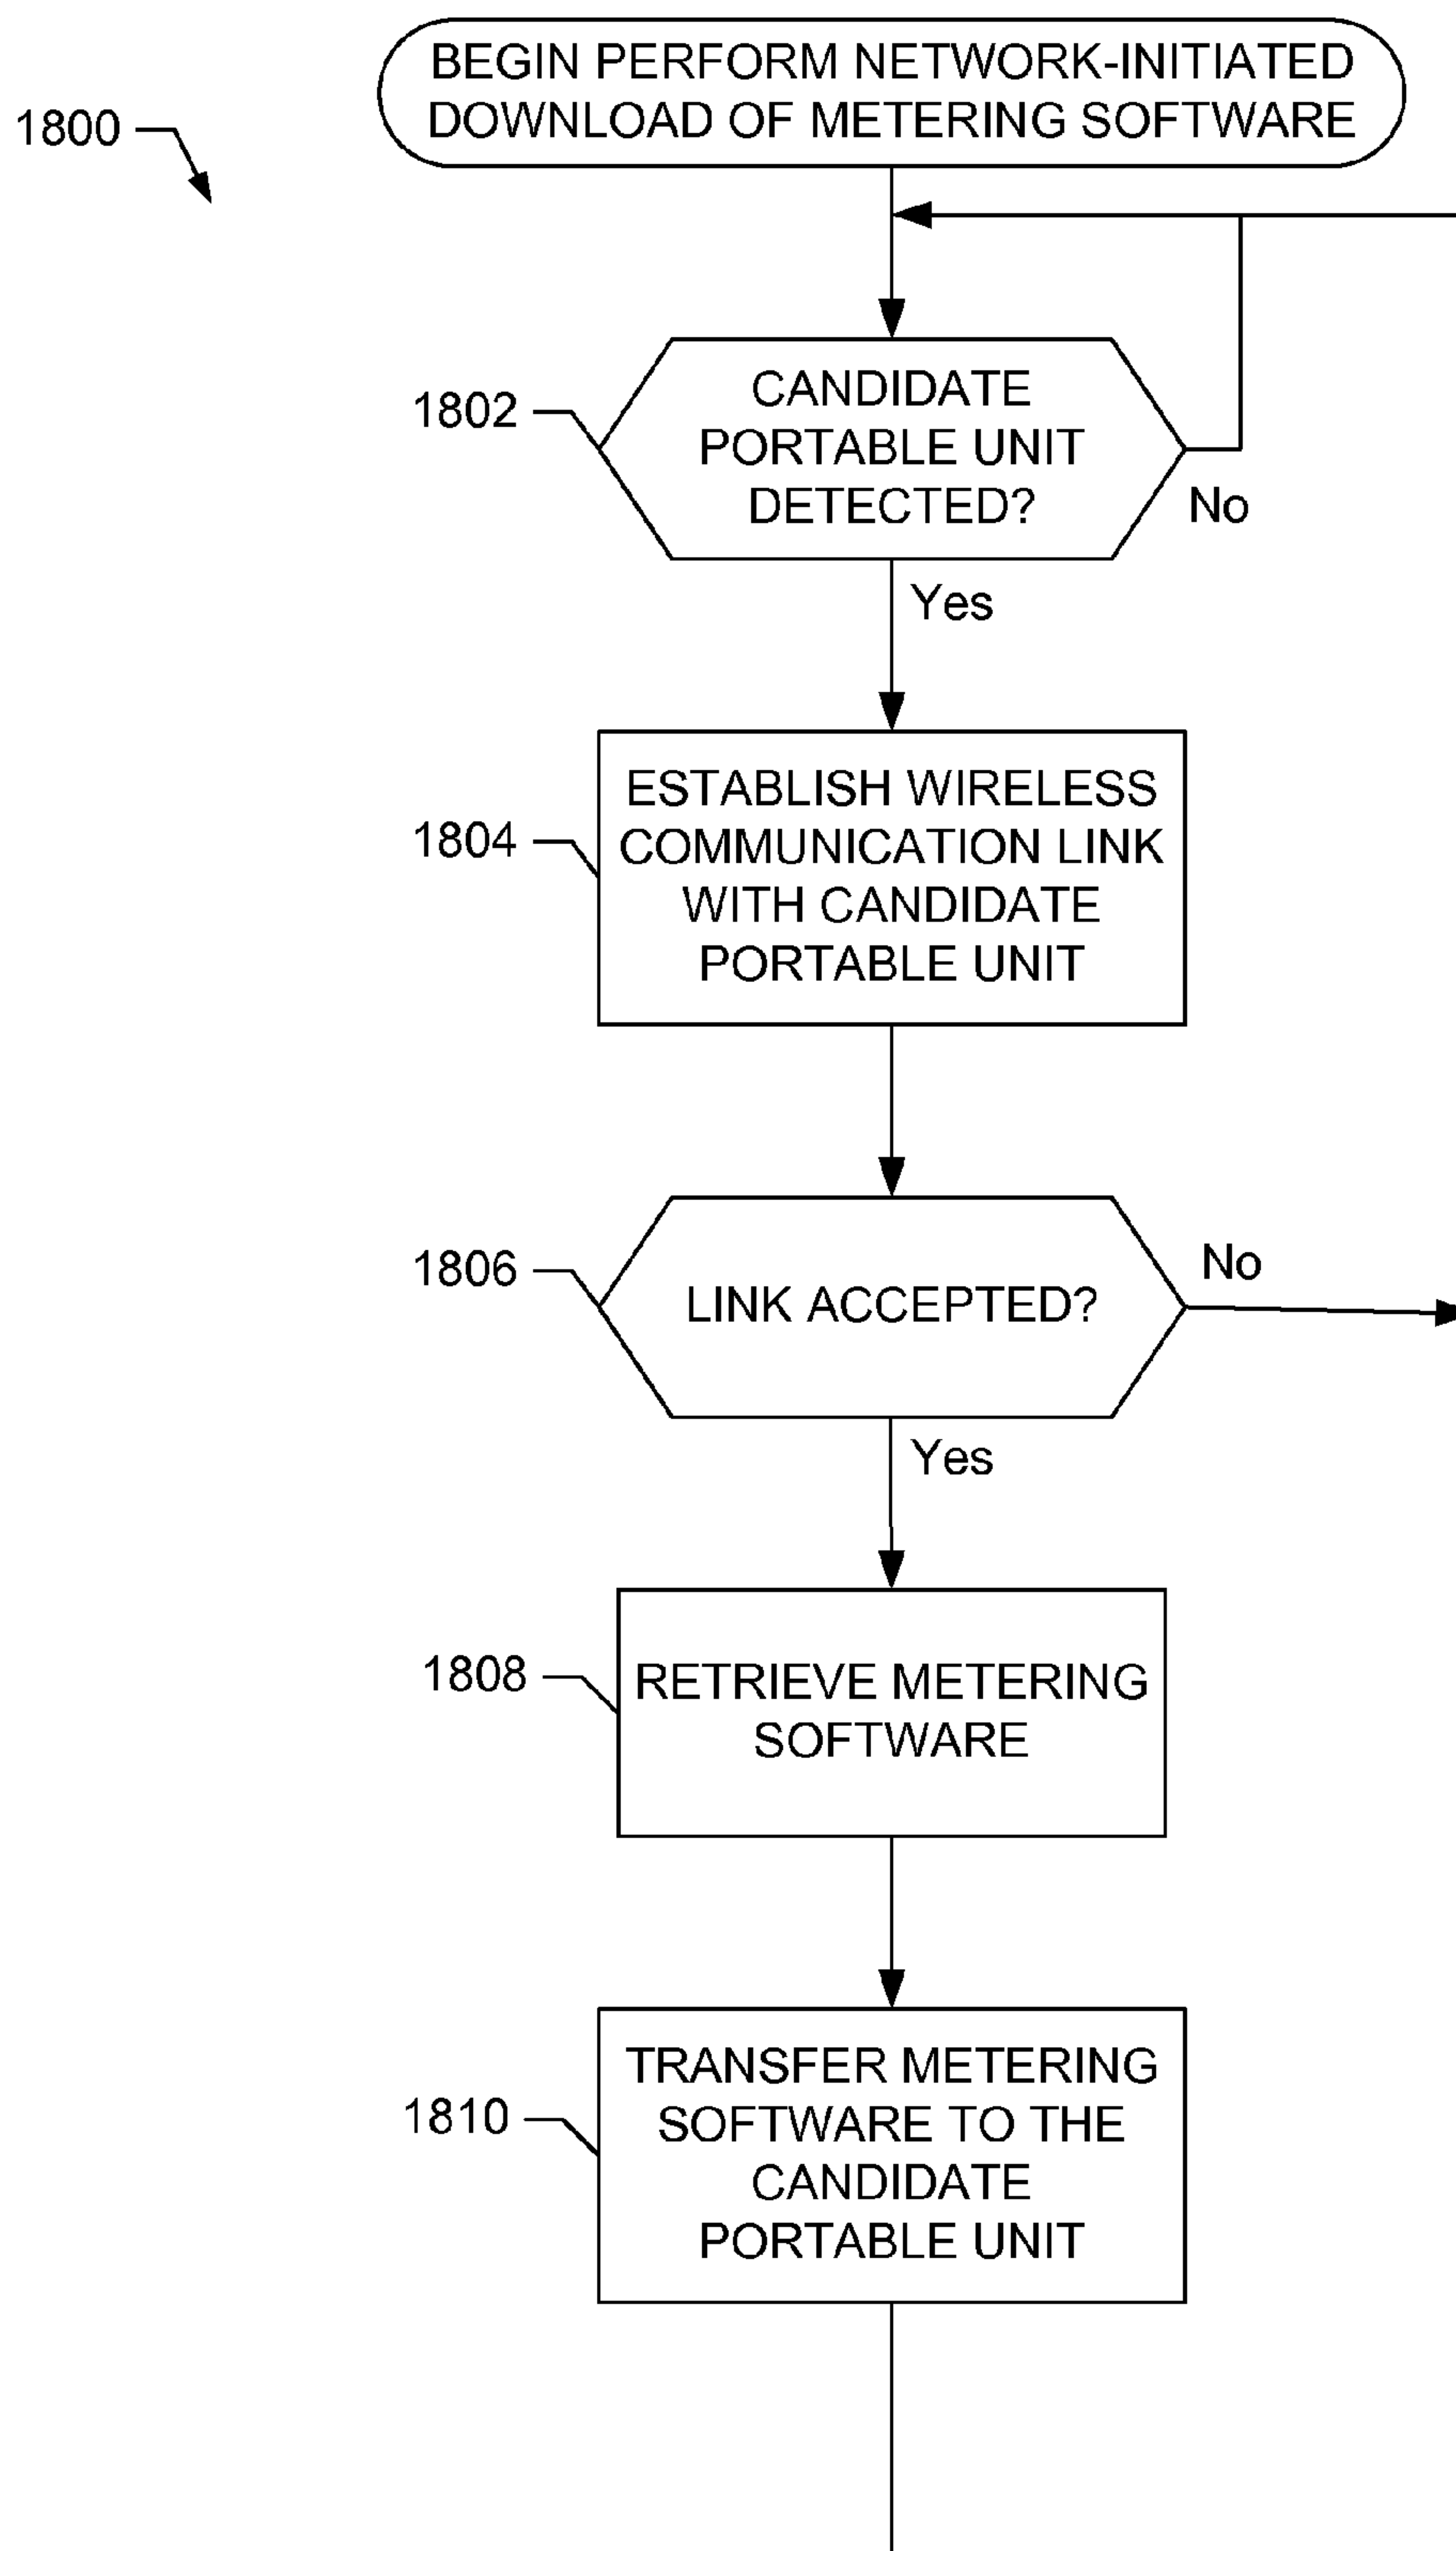 BEGIN PERFORM NETWORK-INITIATED
DOWNLOAD OF METERING SOFTWARE
1800
1802
CANDIDATE
PORTABLE UNIT
DETECTED?
No
Yes
1804
ESTABLISH WIRELESS
COMMUNICATION LINK
WITH CANDIDATE
PORTABLE UNIT
1806
LINK ACCEPTED?
No
Yes
1808
RETRIEVE METERING
SOFTWARE
1810
TRANSFER METERING
SOFTWARE TO THE
CANDIDATE
PORTABLE UNIT